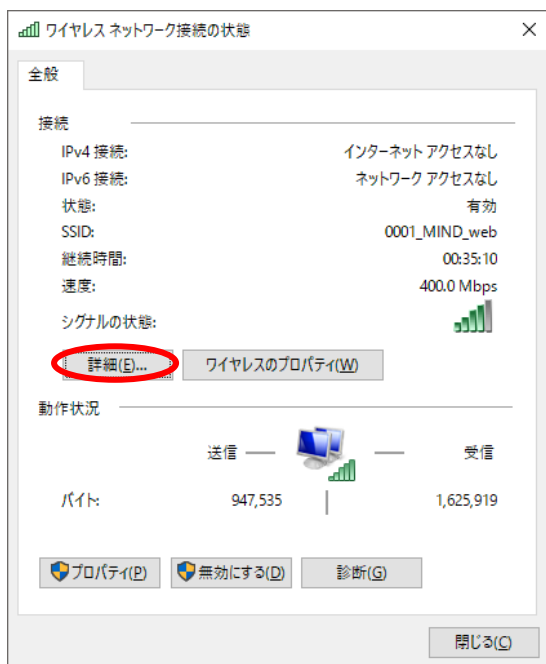 ワイヤレス ネットワーク接続の状態
全般
接続
IPv4 接続: インターネット アクセスなし
IPv6 接続: ネットワーク アクセスなし
状態: 有効
SSID: 0001_MIND_web
継続時間: 00:35:10
速度: 400.0 Mbps
シグナルの状態:
詳細(E)... ワイヤレスのプロパティ(W)
動作状況
送信 受信
バイト: 947,535 1,625,919
プロパティ(P) 無効にする(D) 診断(G)
閉じる(C)